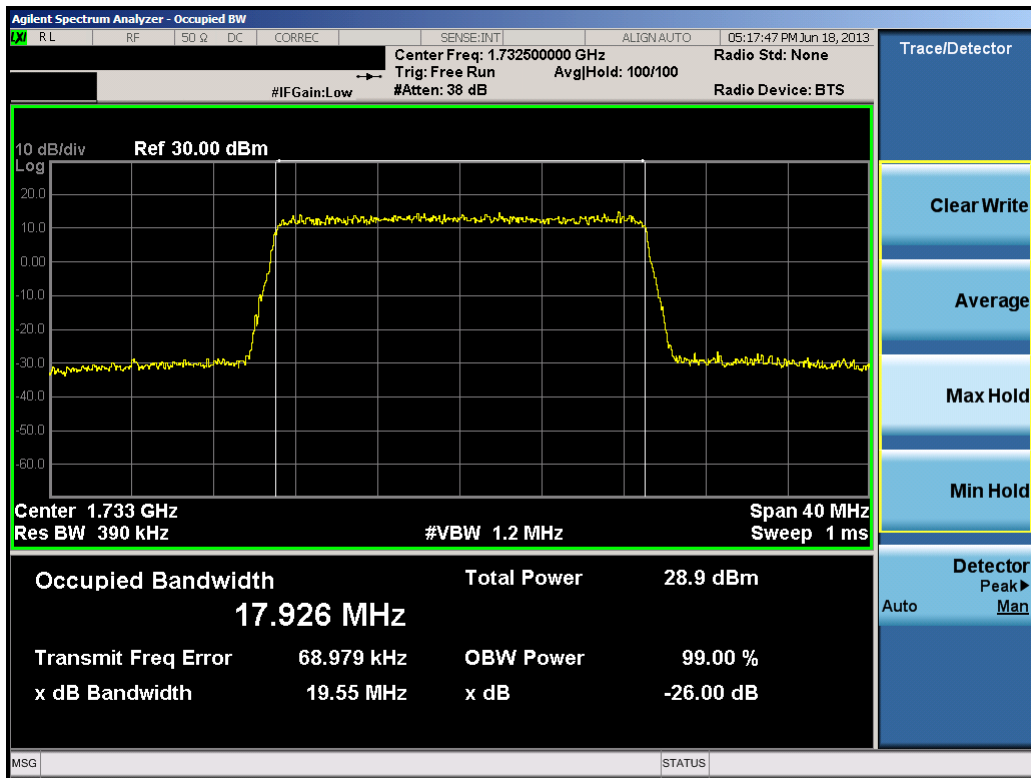 Agilent Spectrum Analyzer - Occupied BW
LXI RL RF 50 Ω DC CORREC SENSE:INT ALIGN AUTO 05:17:47 PM Jun 18, 2013
Center Freq: 1.732500000 GHz Radio Std: None
Trig: Free Run Avg|Hold: 100/100
#IFGain:Low #Atten: 38 dB Radio Device: BTS
10 dB/div Ref 30.00 dBm
Log
20.0
10.0
0.00
-10.0
-20.0
-30.0
-40.0
-50.0
-60.0
Center 1.733 GHz Span 40 MHz
Res BW 390 kHz #VBW 1.2 MHz Sweep 1 ms
Occupied Bandwidth Total Power 28.9 dBm
17.926 MHz
Transmit Freq Error 68.979 kHz OBW Power 99.00 %
x dB Bandwidth 19.55 MHz x dB -26.00 dB
Trace/Detector
Clear Write
Average
Max Hold
Min Hold
Detector
Peak▶
Auto Man
MSG STATUS